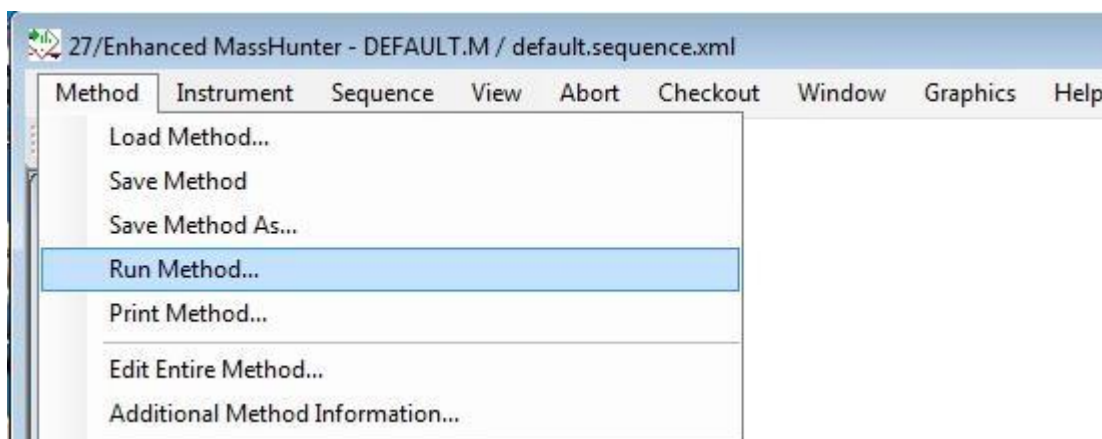 27/Enhanced MassHunter - DEFAULT.M / default.sequence.xml
Method Instrument Sequence View Abort Checkout Window Graphics Help
Load Method...
Save Method
Save Method As...
Run Method...
Print Method...
Edit Entire Method...
Additional Method Information...